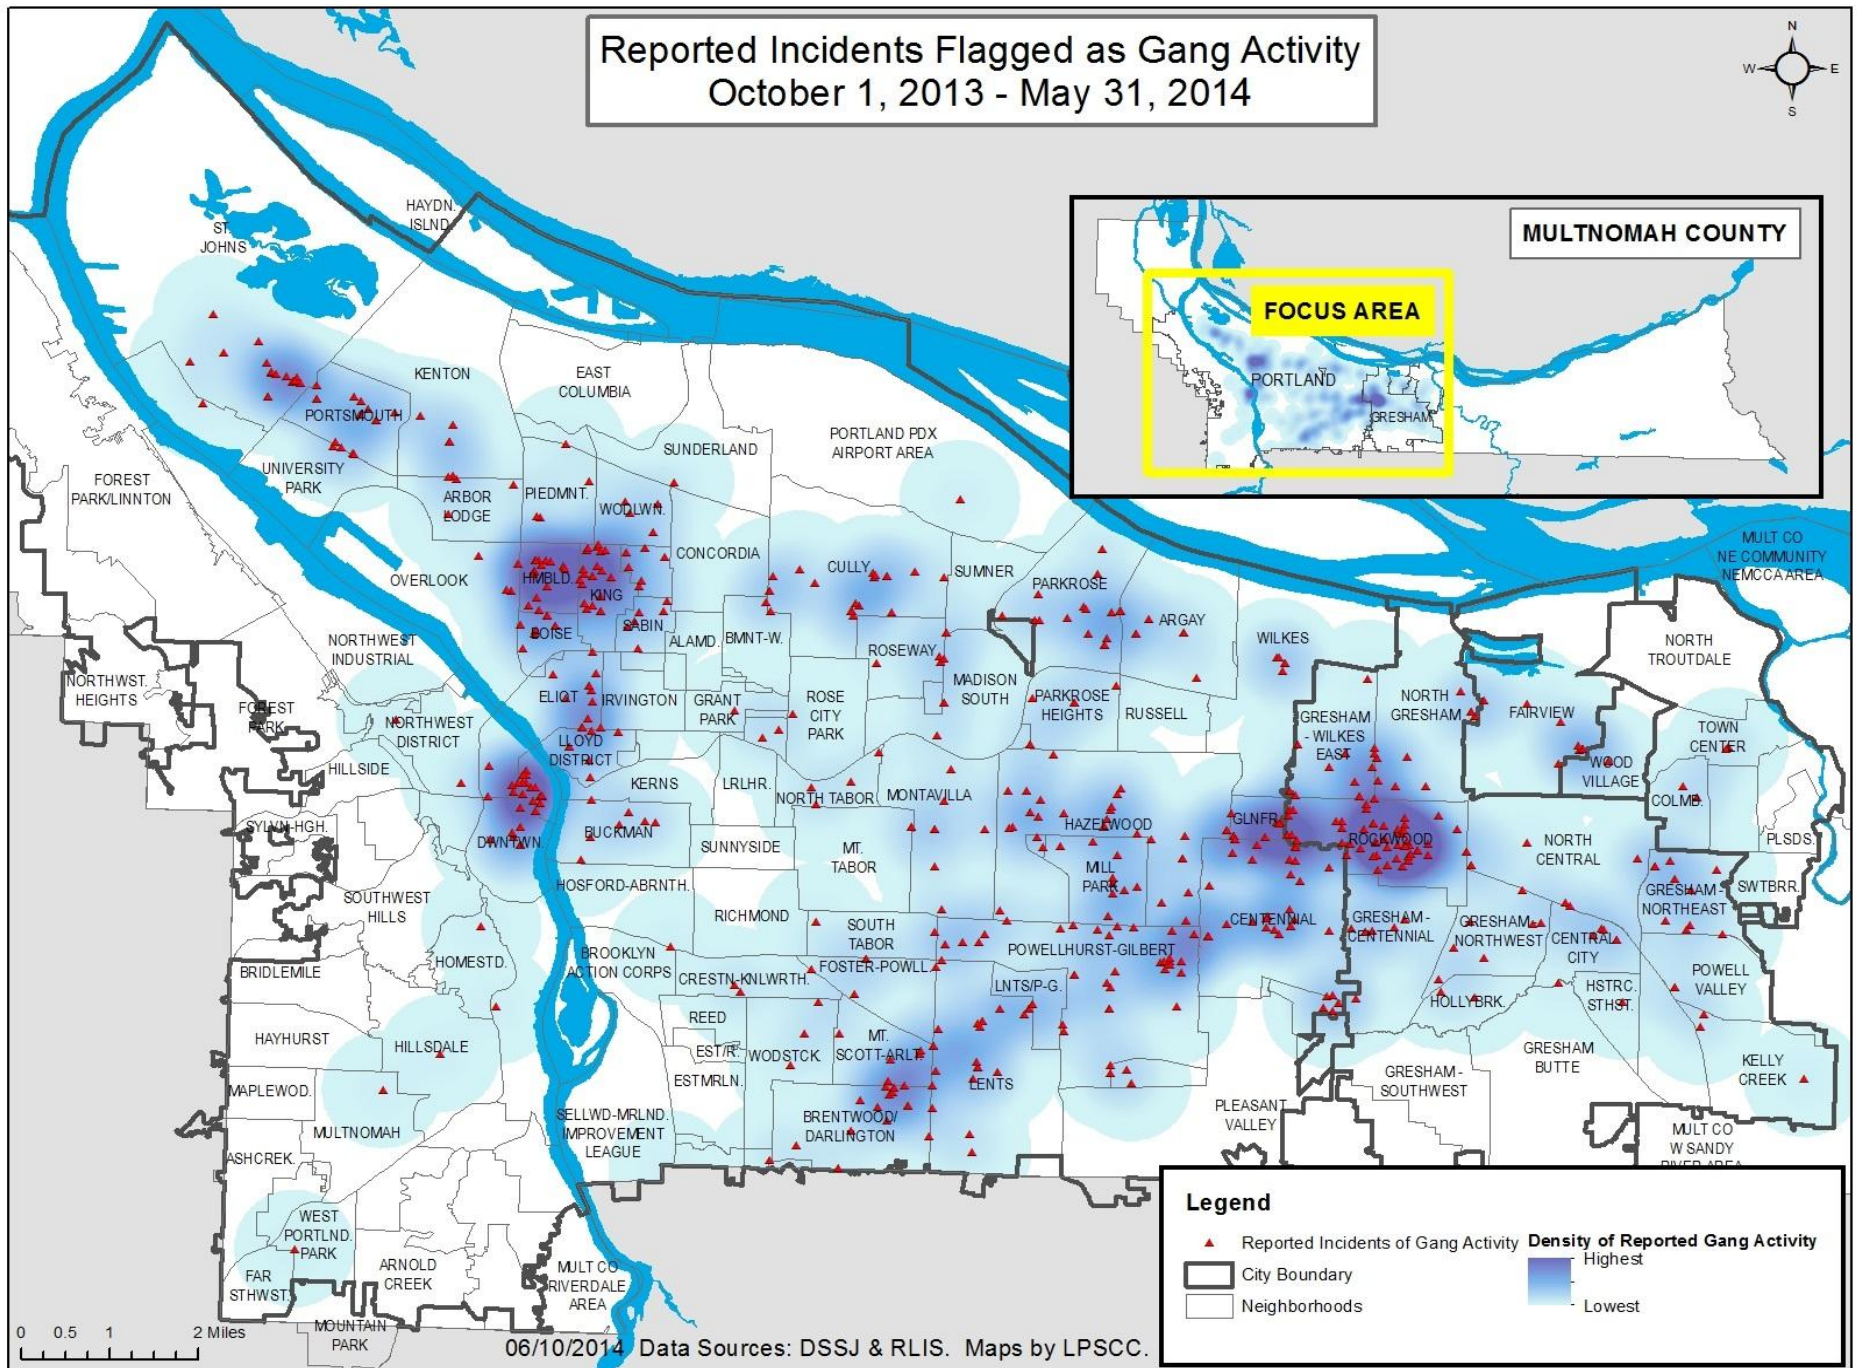 Reported Incidents Flagged as Gang Activity
October 1, 2013 - May 31, 2014
N
W
E
S
MULTNOMAH COUNTY
FOCUS AREA
PORTLAND
GRESHAM
HAYDN.
ISLND.
ST.
JOHNS
KENTON
EAST
COLUMBIA
PORTSMOUTH
SUNDERLAND
PORTLAND PDX
AIRPORT AREA
FOREST
PARK/LINNTON
UNIVERSITY
PARK
ARBOR
LODGE
PIEDMNT.
WODLWN.
CONCORDIA
MULT CO
NE COMMUNITY
NEMCCA AREA
OVERLOOK
HMBLD.
KING
CULLY
SUMNER
PARKROSE
BOISE
SABIN
ALAMD.
BMNT-W.
ARGAY
WILKES
NORTHWEST
INDUSTRIAL
ROSEWAY
NORTH
TROUTDALE
NORTHWST.
HEIGHTS
FOREST
PARK
NORTHWEST
DISTRICT
ELIOT
IRVINGTON
GRANT
PARK
ROSE
CITY
PARK
MADISON
SOUTH
PARKROSE
HEIGHTS
RUSSELL
GRESHAM
- WILKES
EAST
NORTH
GRESHAM
FAIRVIEW
TOWN
CENTER
LLOYD
DISTRICT
HILLSIDE
KERNS
LRLHR.
NORTH TABOR
MONTAVILLA
WOOD
VILLAGE
COLMB.
SYLVN-HGH.
DWNTWN.
BUCKMAN
SUNNYSIDE
MT.
TABOR
HAZELWOOD
GLNFR.
ROCKWOOD
NORTH
CENTRAL
PLSDS.
MILL
PARK
HOSFORD-ABRNTH.
SOUTHWEST
HILLS
RICHMOND
SOUTH
TABOR
CENTENNIAL
GRESHAM -
CENTENNIAL
GRESHAM -
NORTHWEST
CENTRAL
CITY
GRESHAM -
NORTHEAST
SWTBRR.
BRIDLEMILE
HOMESTD.
BROOKLYN
ACTION CORPS
CRESTN-KNLWRTH.
FOSTER-POWLL
POWELLHURST-GILBERT
LNTS/P-G.
HOLLYBRK.
HSTRC.
STHST.
POWELL
VALLEY
HAYHURST
HILLSDALE
REED
EST/R.
ESTMRLN.
WODSTCK
MT.
SCOTT-ARLT.
LENTS
GRESHAM
BUTTE
GRESHAM -
SOUTHWEST
KELLY
CREEK
MAPLEWOD.
MULTNOMAH
SELLWD-MRLND.
IMPROVEMENT
LEAGUE
BRENTWOOD/
DARLINGTON
PLEASANT
VALLEY
MULT CO
W SANDY
RIVER AREA
ASHCREK.
WEST
PORTLND.
PARK
FAR
STHWST.
ARNOLD
CREEK
MULT CO
RIVERDALE
AREA
MOUNTAIN
PARK
Legend
Reported Incidents of Gang Activity
City Boundary
Neighborhoods
Density of Reported Gang Activity
Highest
Lowest
0 0.5 1 2 Miles
06/10/2014 Data Sources: DSSJ & RLIS. Maps by LPSCC.